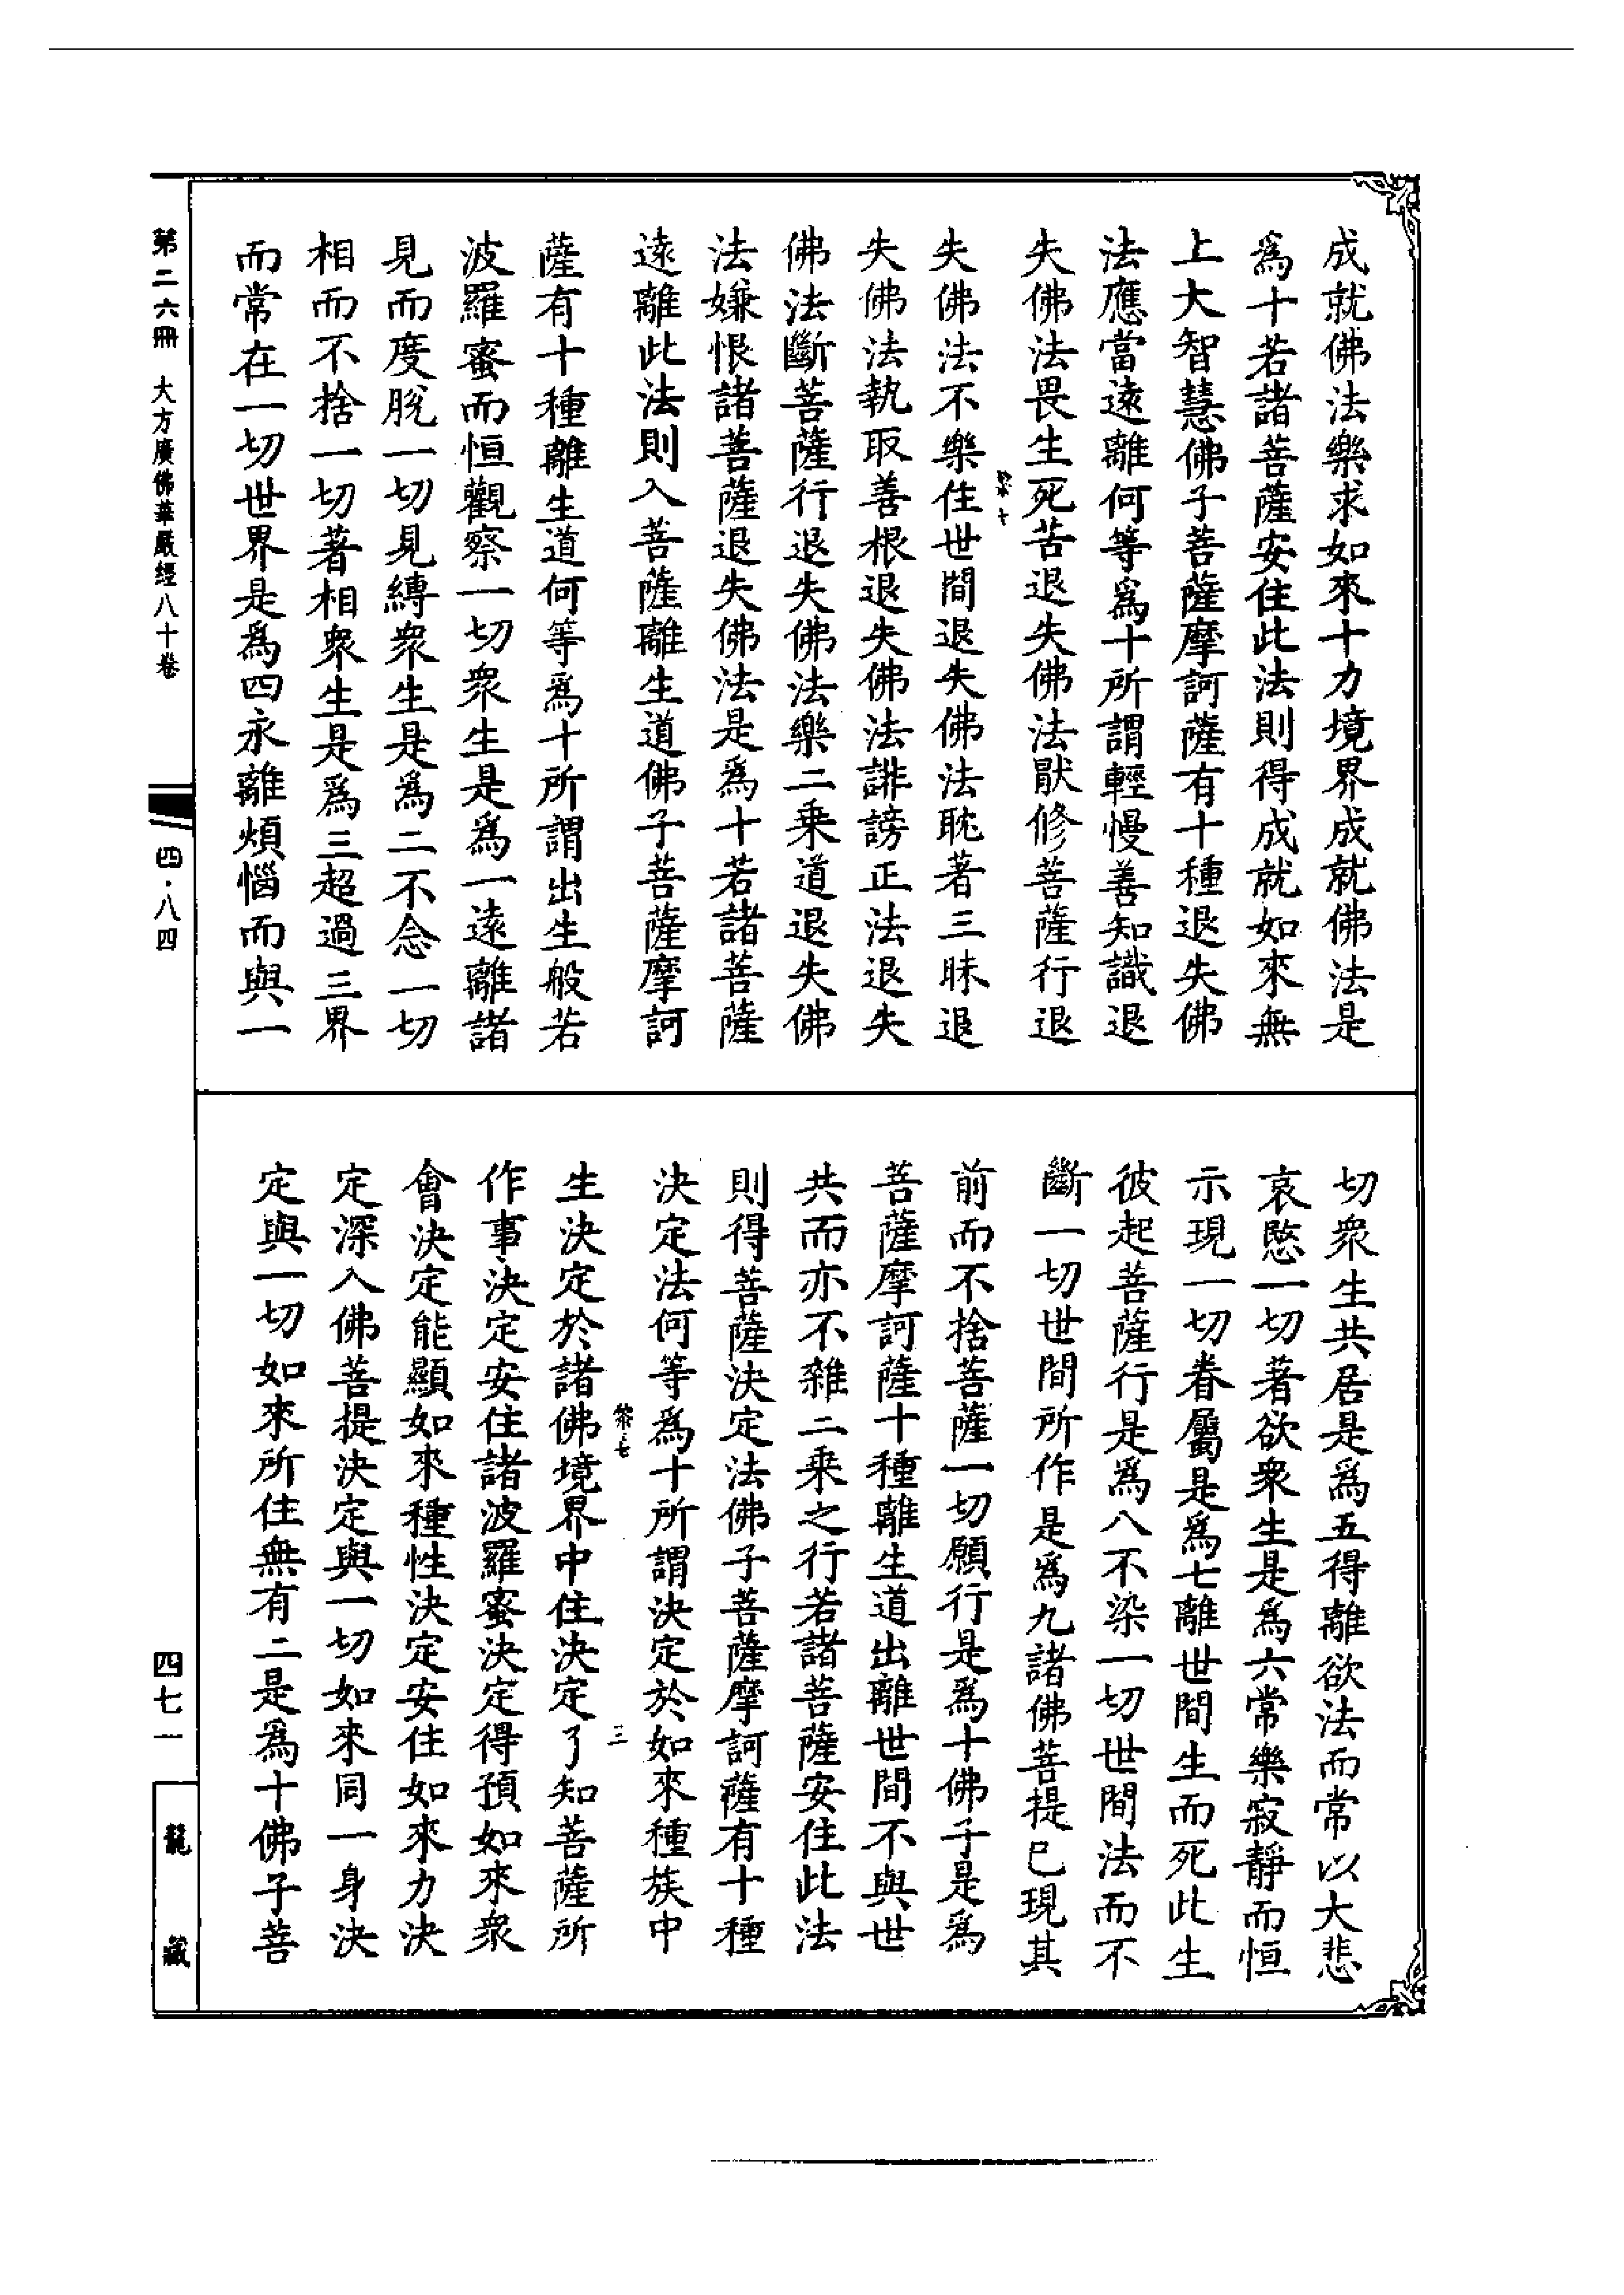 成就佛法樂求如來十力境界成就佛法是
爲十若諸菩薩安住此法則得成就如來無
上大智慧佛子菩薩摩訶薩有十種退失佛
法應當遠離何等爲十所謂輕慢善知識退
失佛法畏生死苦退失佛法猒修菩薩行退
失佛法不樂住世間退失佛法耽著三昧退
失佛法執取善根退失佛法誹謗正法退失
佛法斷菩薩行退失佛法樂二乗道退失佛
法嫌恨諸菩薩退失佛法是爲十若諸菩薩
遠離此法則入菩薩離生道佛子菩薩摩訶
薩有十種離生道何等爲十所謂出生般若
波羅蜜而恒觀察一切衆生是爲一遠離諸
見而度脫一切見縛衆生是爲二不念一切
相而不捨一切著相衆生是爲三超過三界
而常在一切世界是爲四永離煩惱而與一
切衆生共居是爲五得離欲法而常以大悲
哀愍一切著欲衆生是爲六常樂寂靜而恒
示現一切眷屬是爲七離世間生而死此生
彼起菩薩行是爲八不染一切世間法而不
斷一切世間所作是爲九諸佛菩提已現其
前而不捨菩薩一切願行是爲十佛子是爲
菩薩摩訶薩十種離生道出離世間不與世
共而亦不雜二乗之行若諸菩薩安住此法
則得菩薩決定法佛子菩薩摩訶薩有十種
決定法何等爲十所謂決定於如來種族中
生決定於諸佛境界中住決定了知菩薩所
作事決定安住諸波羅蜜決定得預如來衆
會決定能顯如來種性決定安住如來力決
定深入佛菩提決定與一切如來同一身決
定與一切如來所住無有二是爲十佛子菩
三
第二六冊 大方廣佛華嚴經八十卷
四·八四
四七一
龍藏